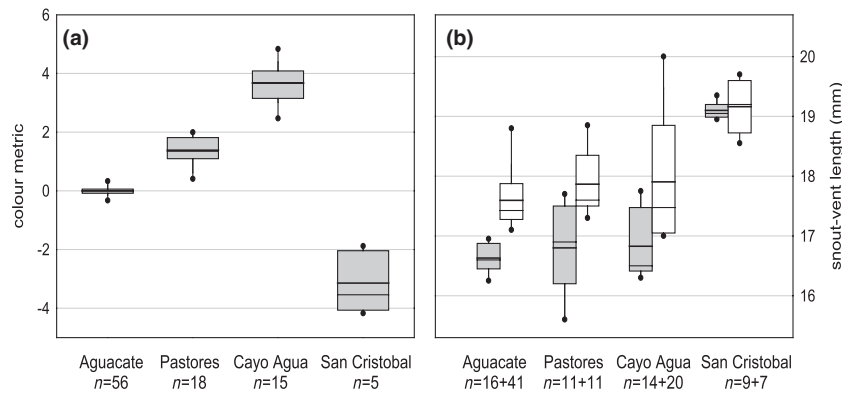 (a)
6
4
2
0
-2
-4
colour metric
Aguacate Pastores Cayo Agua San Cristobal
n=56 n=18 n=15 n=5
(b)
20
19
18
17
16
snout-vent length (mm)
Aguacate Pastores Cayo Agua San Cristobal
n=16+41 n=11+11 n=14+20 n=9+7